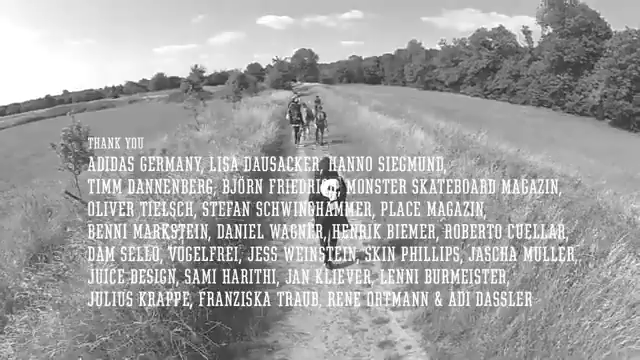 THANK YOU
ADIDAS GERMANY, LISA DAUSACKER, HANNO SIEGMUND,
TIMM DANNENBERG, BJÖRN FRIEDRICH, MONSTER SKATEBOARD MAGAZIN,
OLIVER TIELSCH, STEFAN SCHWINGHAMMER, PLACE MAGAZIN,
BENNI MARKSTEIN, DANIEL WAGNER, HENRIK BIEMER, ROBERTO CUELLAR,
DAM SELLO, VOGELFREI, JESS WEINSTEIN, SKIN PHILLIPS, JASCHA MULLER,
JUICE DESIGN, SAMI HARITHI, JAN KLIEVER, LENNI BURMEISTER,
JULIUS KRAPPE, FRANZISKA TRAUB, RENE ORTMANN & ADI DASSLER